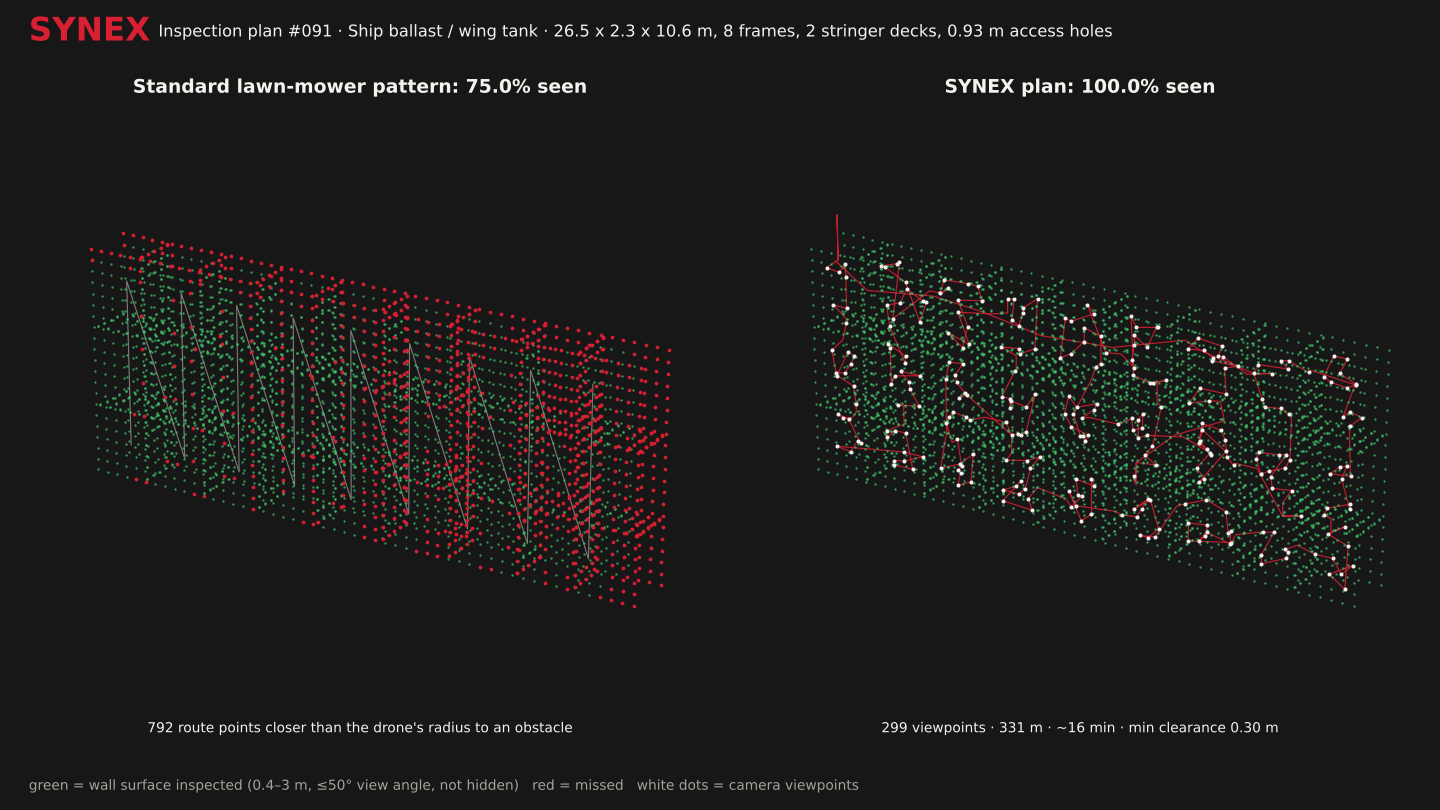 SYNEX Inspection plan #091 · Ship ballast / wing tank · 26.5 x 2.3 x 10.6 m, 8 frames, 2 stringer decks, 0.93 m access holes
Standard lawn-mower pattern: 75.0% seen
SYNEX plan: 100.0% seen
792 route points closer than the drone's radius to an obstacle
299 viewpoints · 331 m · ~16 min · min clearance 0.30 m
green = wall surface inspected (0.4–3 m, ≤50° view angle, not hidden) red = missed white dots = camera viewpoints